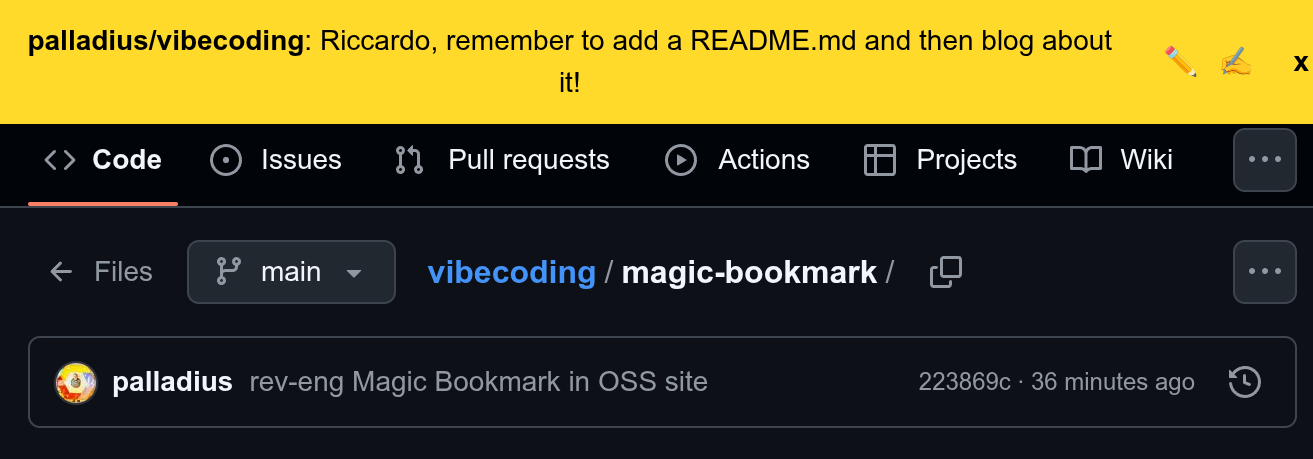 palladius/vibecoding: Riccardo, remember to add a README.md and then blog about
it!
x
Code Issues Pull requests Actions Projects Wiki
Files main vibecoding / magic-bookmark /
palladius rev-eng Magic Bookmark in OSS site 223869c · 36 minutes ago